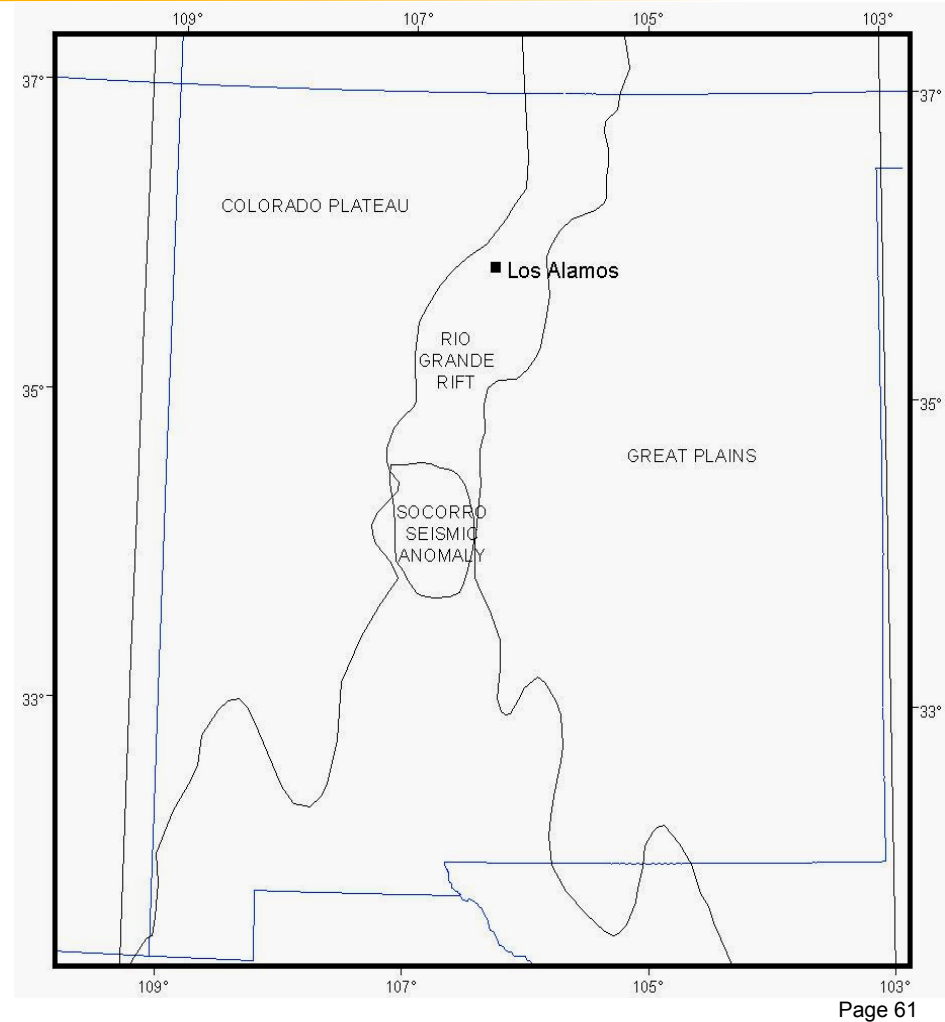 109°
107°
105°
103°
37°
37°
COLORADO PLATEAU
Los Alamos
RIO
GRANDE
RIFT
35°
35°
GREAT PLAINS
SOCORRO
SEISMIC
ANOMALY
33°
33°
109°
107°
105°
103°
Page 61